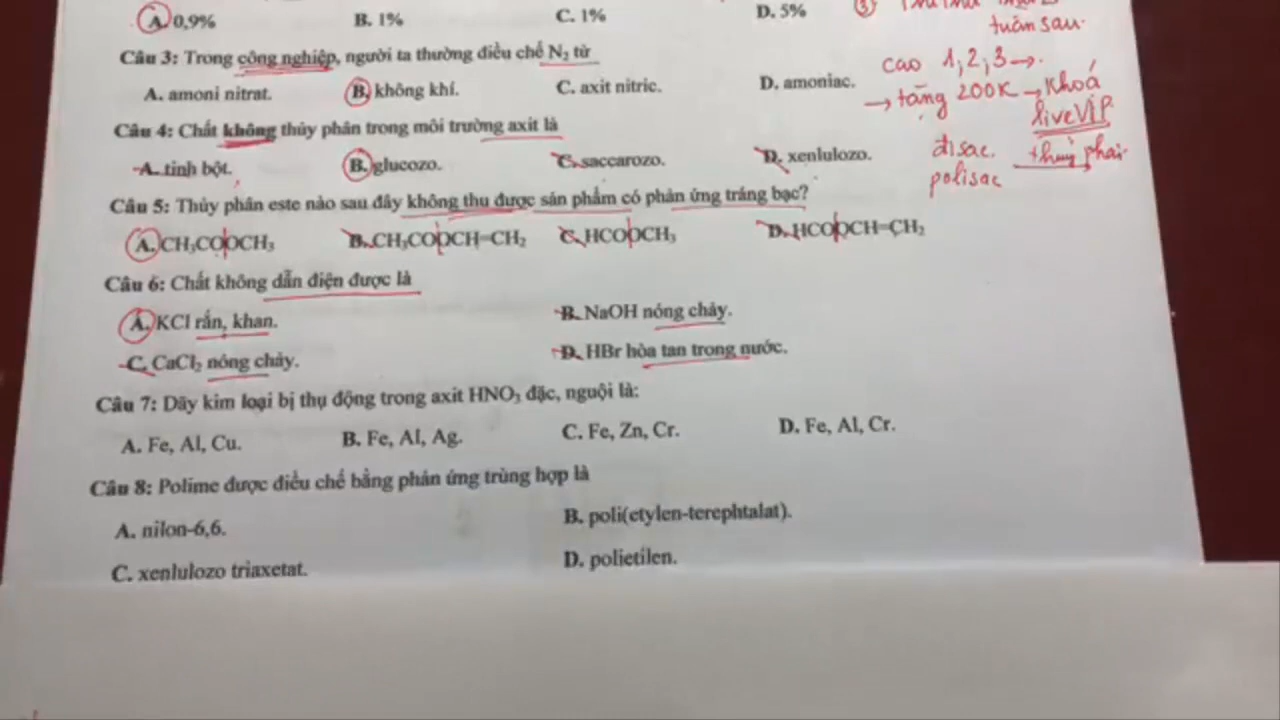 A. 0,9% B. 1% C. 1% D. 5%
③
tuần sau.
Câu 3: Trong công nghiệp, người ta thường điều chế N₂ từ
cao 1, 2, 3 →.
A. amoni nitrat. B. không khí. C. axit nitric. D. amoniac.
→ tặng 200K → Khoá
live VIP
Câu 4: Chất không thủy phân trong môi trường axit là
A. tinh bột. B. glucozo. C. saccarozo. D. xenlulozo.
đisac. thuỷ phai.
polisac
Câu 5: Thủy phân este nào sau đây không thu được sản phẩm có phản ứng tráng bạc?
A. CH₃COOCH₃ B. CH₃COOCH=CH₂ C. HCOOCH₃ D. HCOOCH=CH₂
Câu 6: Chất không dẫn điện được là
A. KCl rắn, khan. B. NaOH nóng chảy.
C. CaCl₂ nóng chảy. D. HBr hòa tan trong nước.
Câu 7: Dãy kim loại bị thụ động trong axit HNO₃ đặc, nguội là:
A. Fe, Al, Cu. B. Fe, Al, Ag. C. Fe, Zn, Cr. D. Fe, Al, Cr.
Câu 8: Polime được điều chế bằng phản ứng trùng hợp là
A. nilon-6,6. B. poli(etylen-terephtalat).
C. xenlulozo triaxetat. D. polietilen.